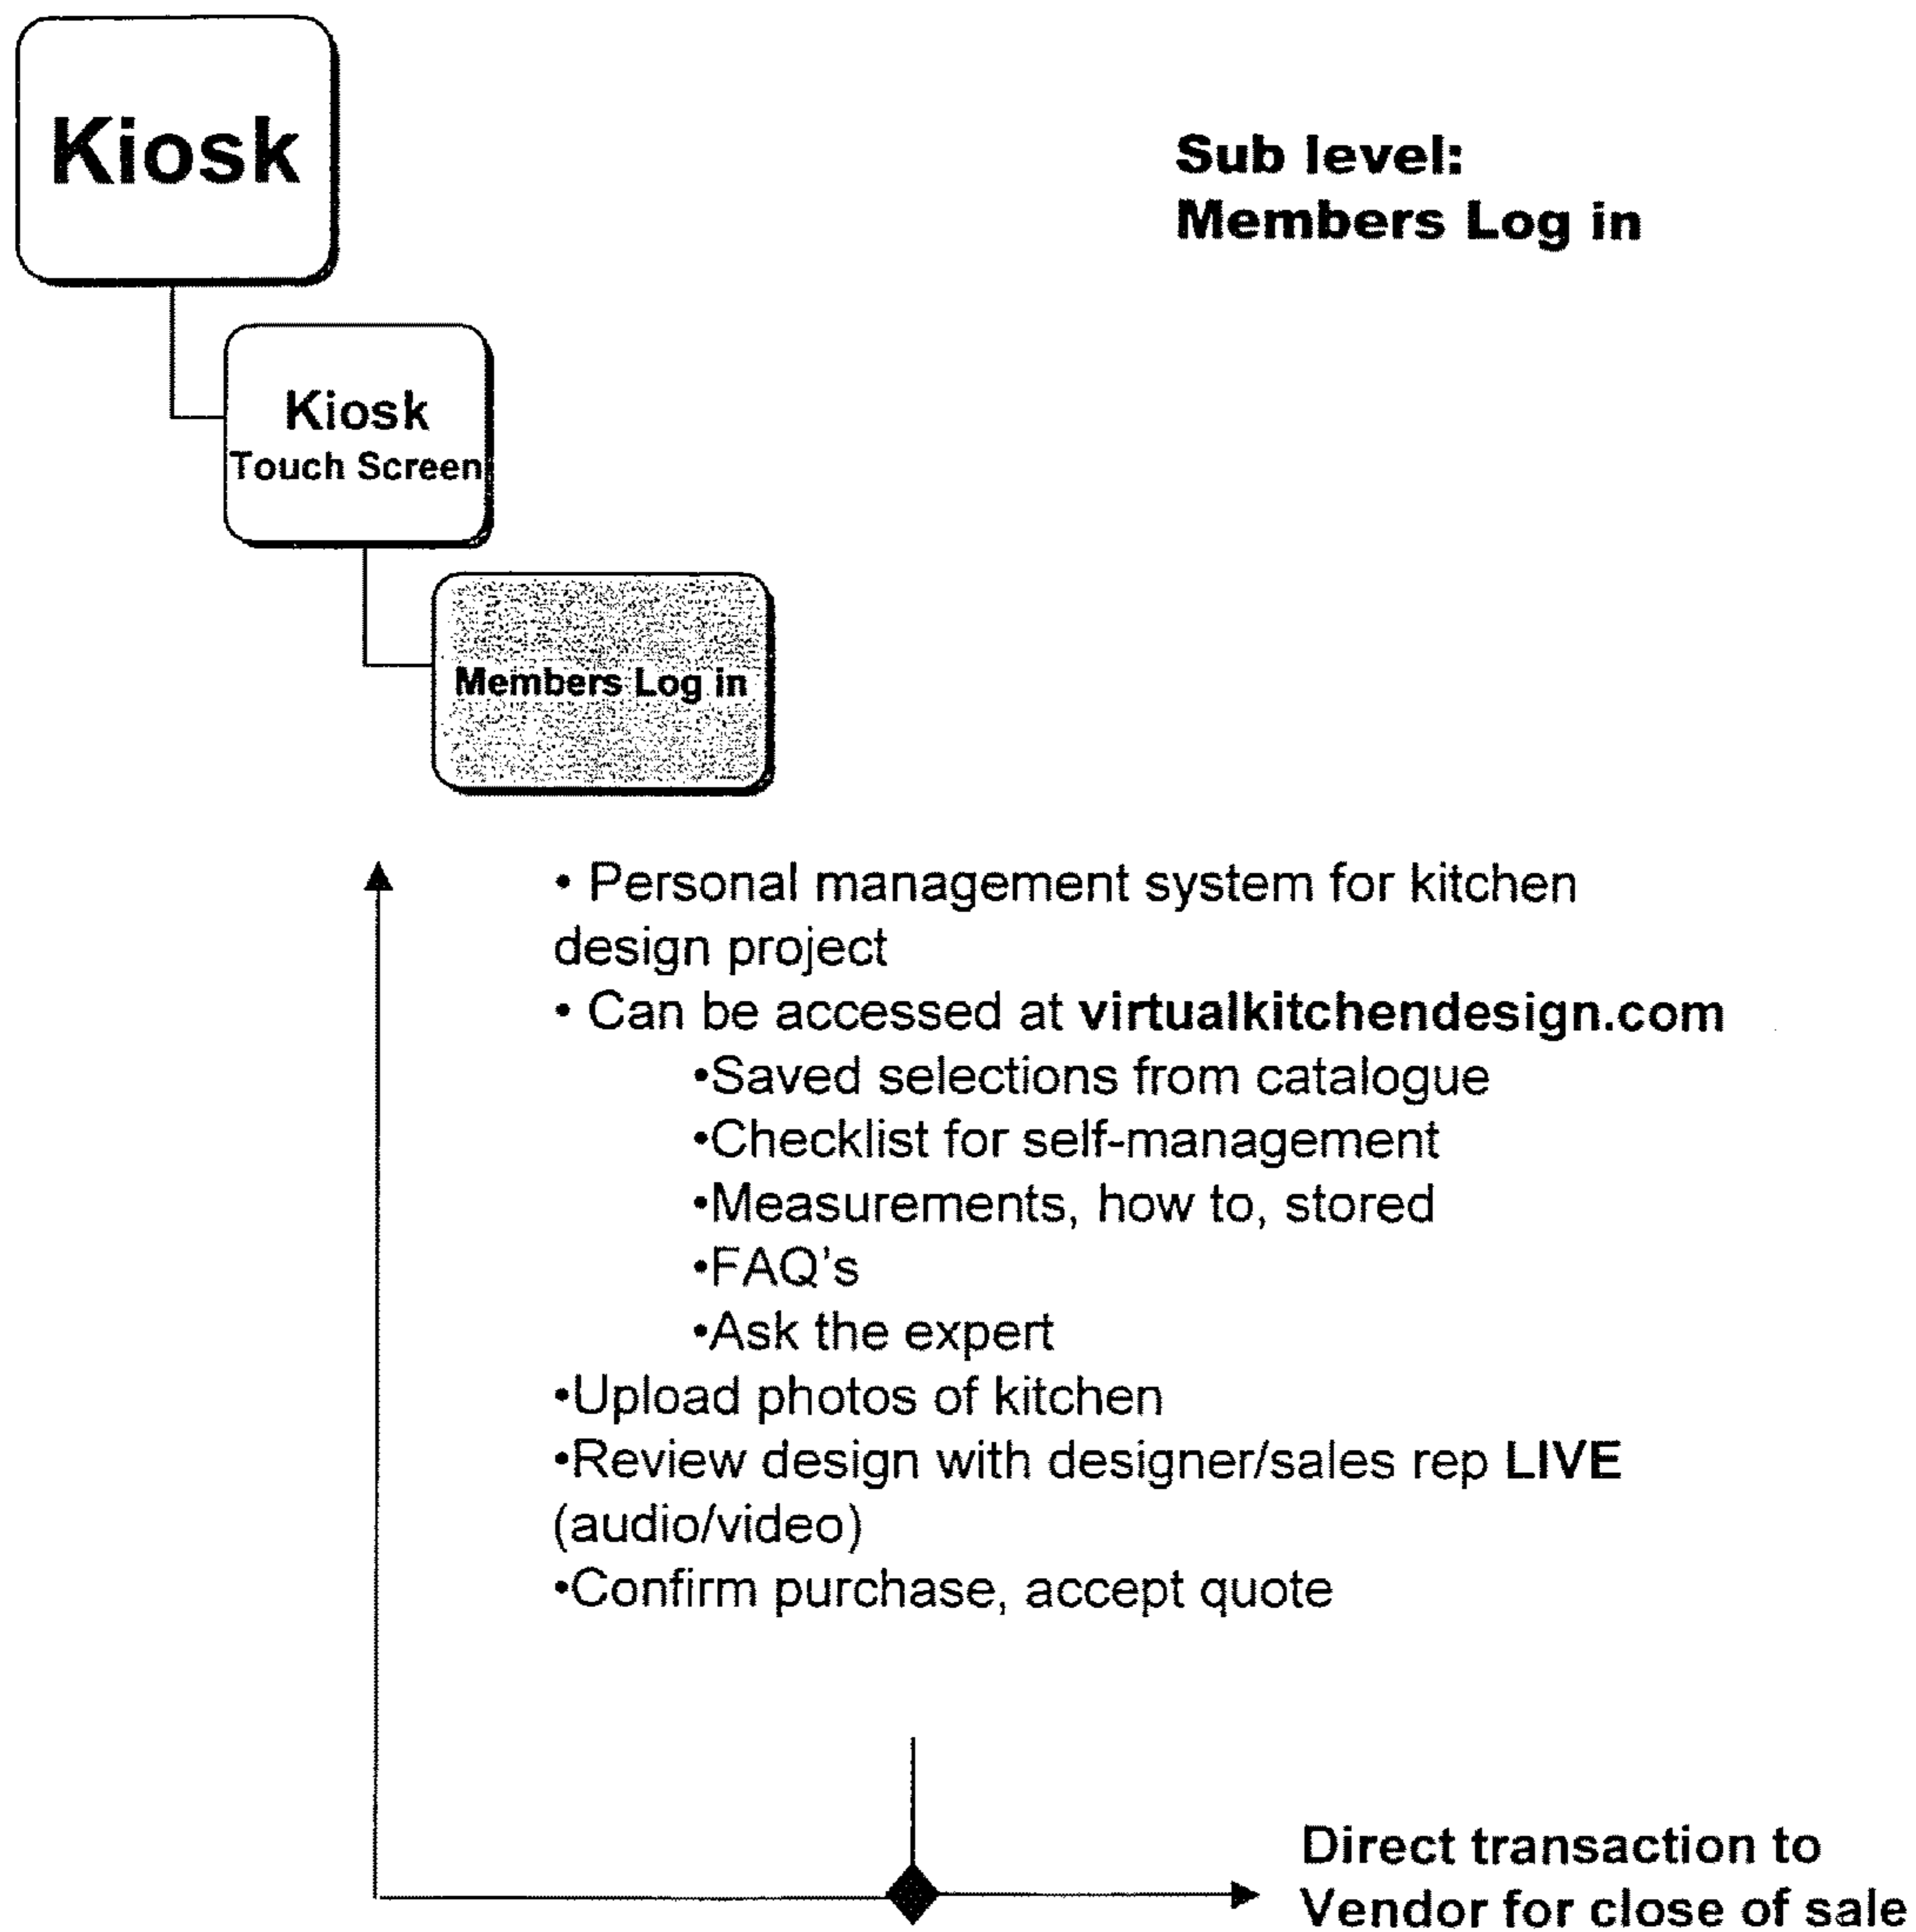 Kiosk
Sub level:
Members Log in
Kiosk
Touch Screen
Members Log in
• Personal management system for kitchen
design project
• Can be accessed at virtualkitchendesign.com
•Saved selections from catalogue
•Checklist for self-management
•Measurements, how to, stored
•FAQ's
•Ask the expert
•Upload photos of kitchen
•Review design with designer/sales rep LIVE
(audio/video)
•Confirm purchase, accept quote
Direct transaction to
Vendor for close of sale